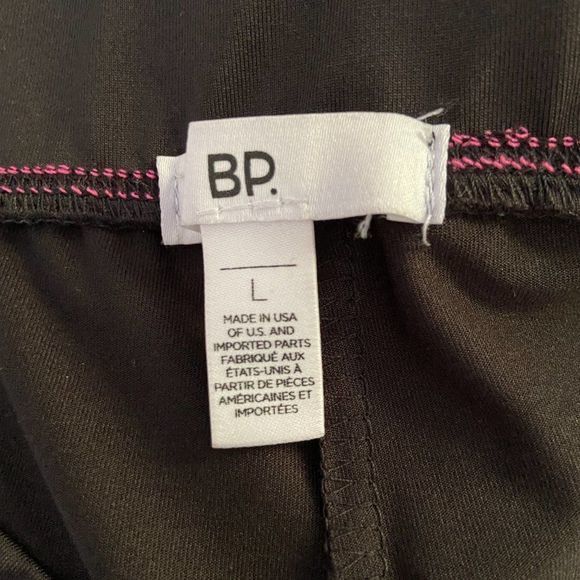 BP.
L
MADE IN USA
OF U.S. AND
IMPORTED PARTS
FABRIQUÉ AUX
ÉTATS-UNIS À
PARTIR DE PIÈCES
AMÉRICAINES ET
IMPORTÉES